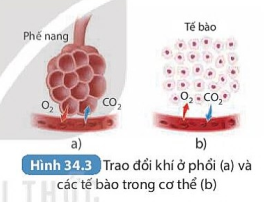 Phế nang
Tế bào
O₂ CO₂
O₂ CO₂
a) b)
Hình 34.3 Trao đổi khí ở phổi (a) và
các tế bào trong cơ thể (b)
I THỨC